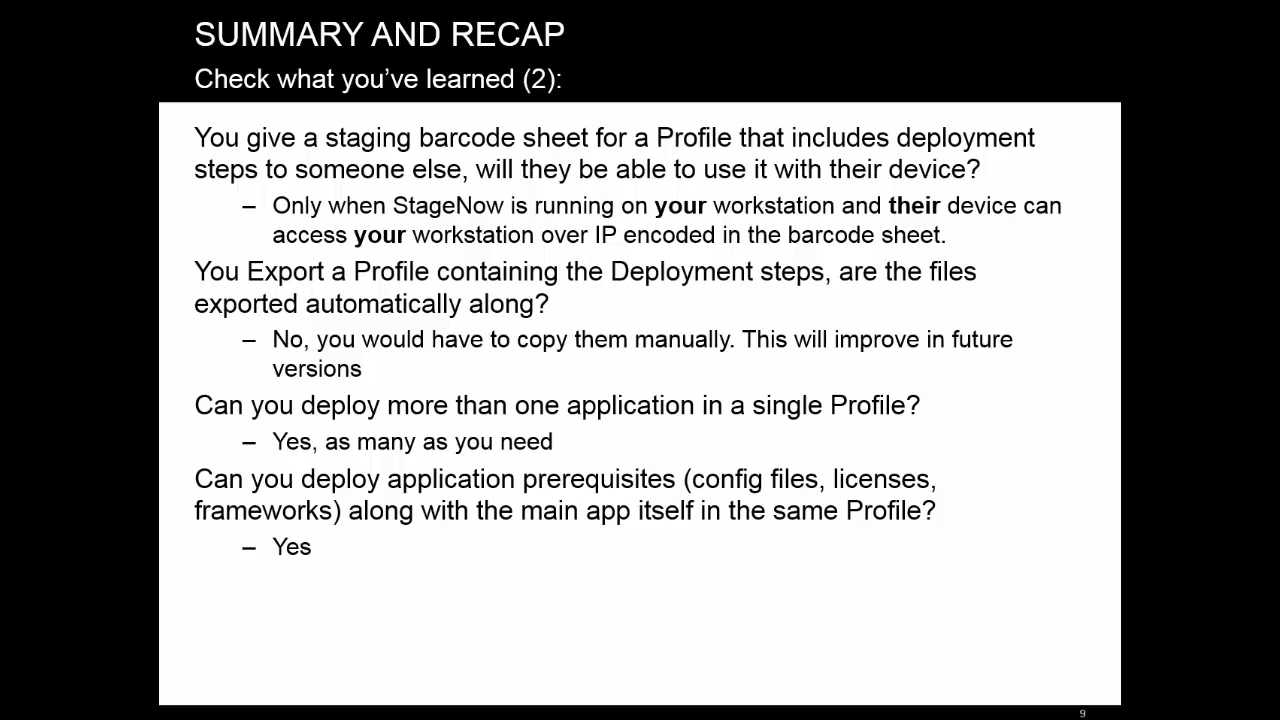 SUMMARY AND RECAP
Check what you’ve learned (2):
You give a staging barcode sheet for a Profile that includes deployment
steps to someone else, will they be able to use it with their device?
– Only when StageNow is running on your workstation and their device can
access your workstation over IP encoded in the barcode sheet.
You Export a Profile containing the Deployment steps, are the files
exported automatically along?
– No, you would have to copy them manually. This will improve in future
versions
Can you deploy more than one application in a single Profile?
– Yes, as many as you need
Can you deploy application prerequisites (config files, licenses,
frameworks) along with the main app itself in the same Profile?
– Yes
9